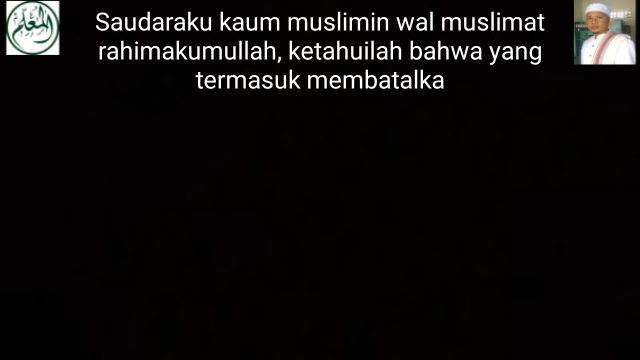 Saudaraku kaum muslimin wal muslimat
rahimakumullah, ketahuilah bahwa yang
termasuk membatalka